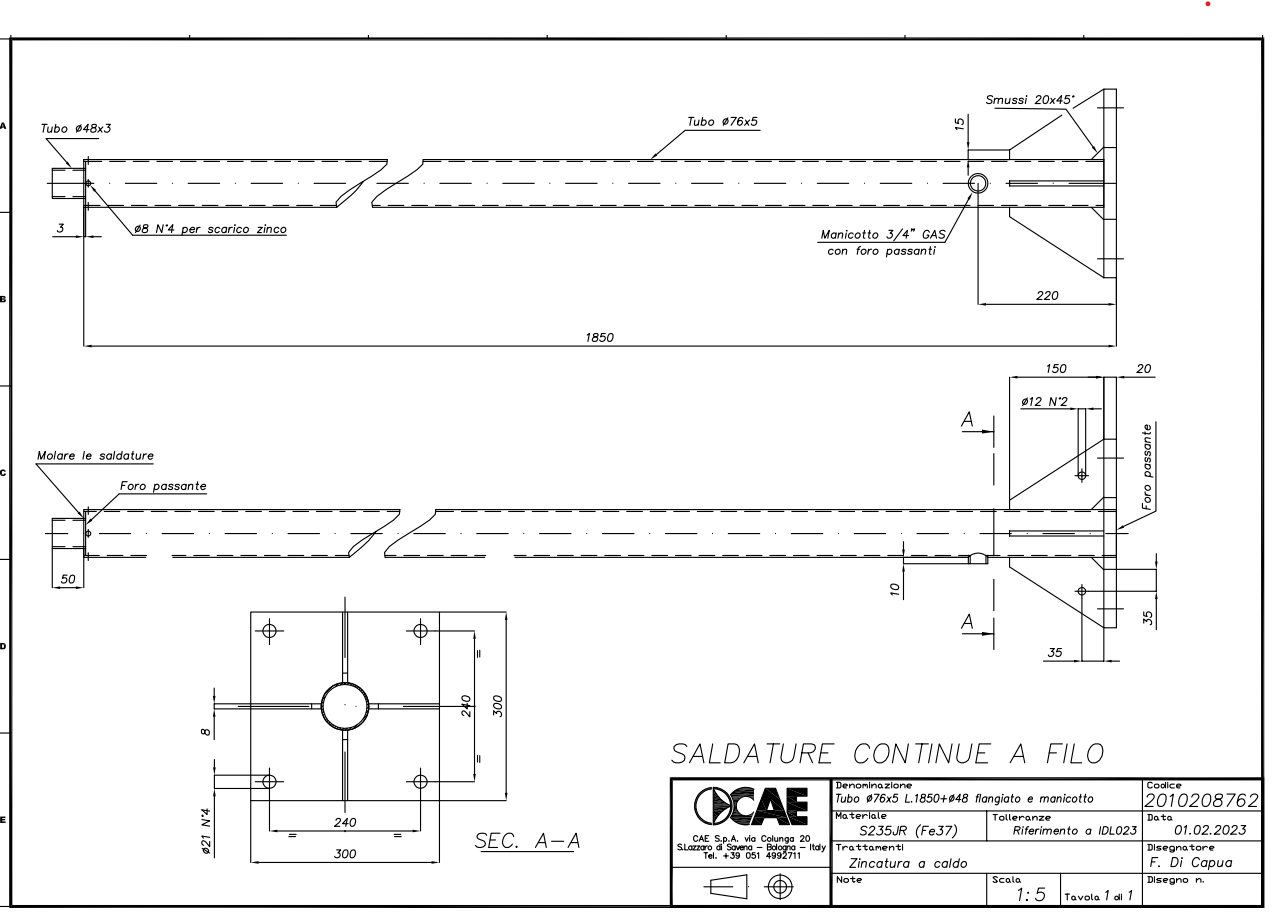 A
Tubo ø48x3
Tubo ø76x5
15
Smussi 20x45°
3
ø8 N°4 per scarico zinco
Manicotto 3/4" GAS
con foro passanti
B
220
1850
150
20
ø12 N°2
A
Foro passante
C
Molare le saldature
Foro passante
50
10
A
35
35
D
8
240
300
=
=
ø21 N°4
240
=
=
300
SEC. A-A
E
SALDATURE CONTINUE A FILO
CAE
CAE S.p.A. via Colunga 20
S.Lazzaro di Savena - Bologna - Italy
Tel. +39 051 4992711
Denominazione
Tubo ø76x5 L.1850+ø48 flangiato e manicotto
Codice
2010208762
Materiale
S235JR (Fe37)
Tolleranze
Riferimento a IDL023
Data
01.02.2023
Trattamenti
Zincatura a caldo
Disegnatore
F. Di Capua
Note
Scala
1:5
Tavola 1 di 1
Disegno n.